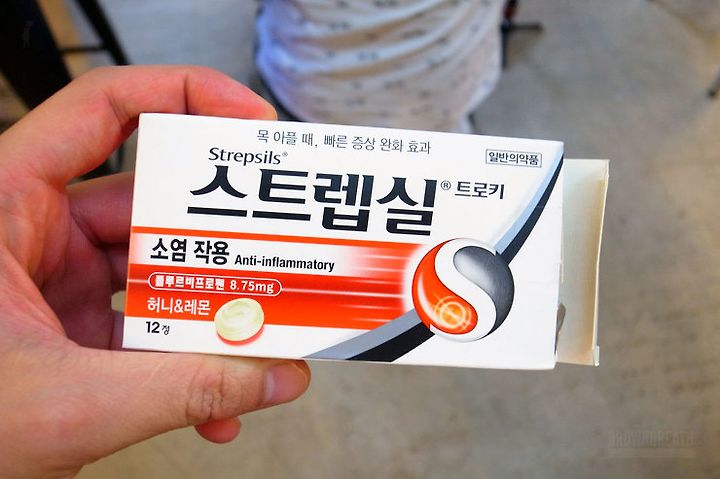 목 아플 때, 빠른 증상 완화 효과
Strepsils®
일반의약품
스트렙실® 트로키
소염 작용 Anti-inflammatory
플루르비프로펜 8.75mg
허니&레몬
12정
S